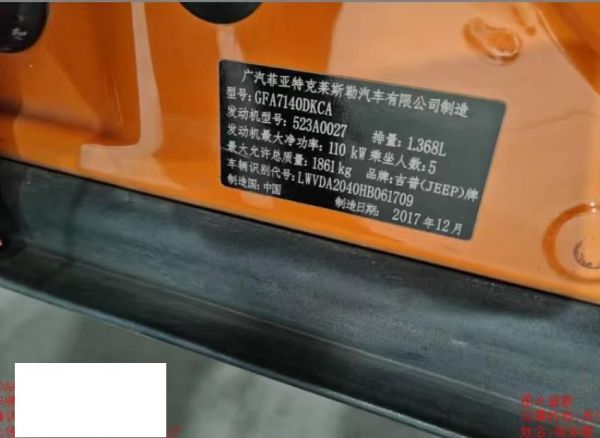 广汽菲亚特克莱斯勒汽车有限公司制造
型号: GFA7140DKCA
发动机型号: 523A0027 排量: 1.368L
发动机最大净功率: 110 kW 乘坐人数: 5
最大允许总质量: 1861kg 品牌: 吉普(JEEP)牌
车辆识别代号: LWVDA2040HB061709
制造国: 中国 制造日期: 2017年12月